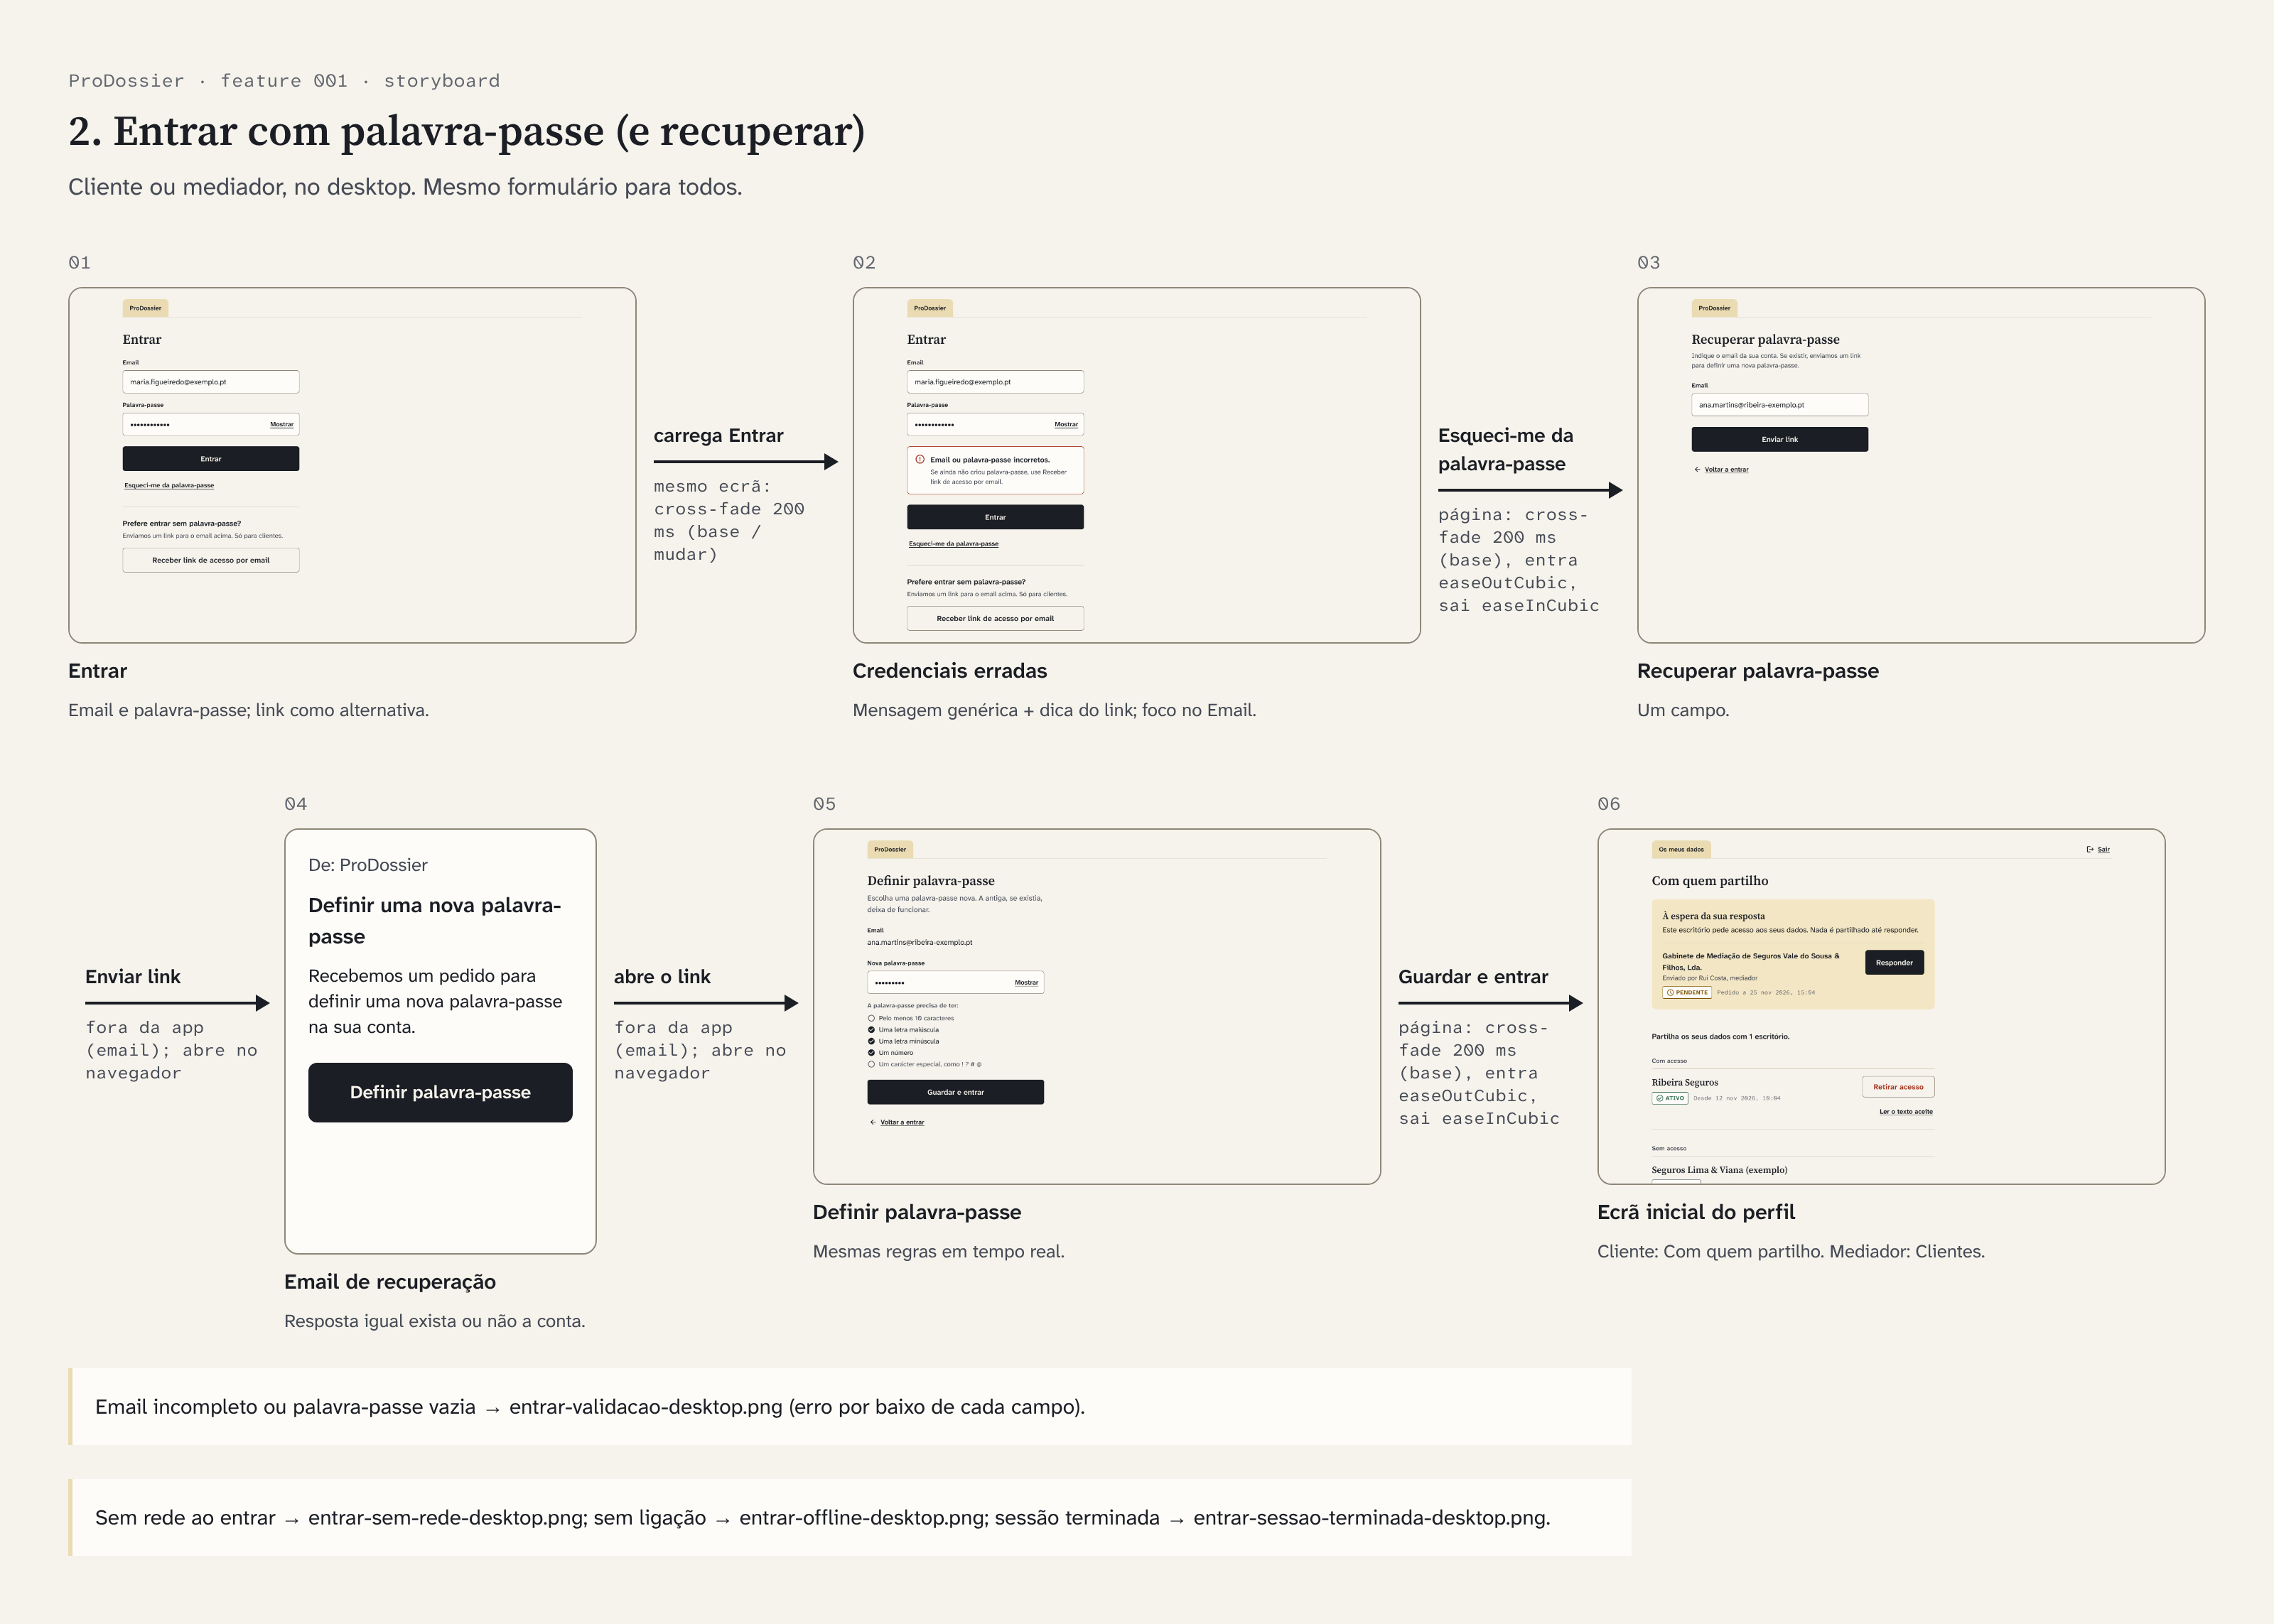 ProDossier · feature 001 · storyboard
2. Entrar com palavra-passe (e recuperar)
Cliente ou mediador, no desktop. Mesmo formulário para todos.
01
ProDossier
Entrar
Email
maria.figueiredo@exemplo.pt
Palavra-passe
••••••••••••
Mostrar
Entrar
Esqueci-me da palavra-passe
Prefere entrar sem palavra-passe?
Enviamos um link para o email acima. Só para clientes.
Receber link de acesso por email
Entrar
Email e palavra-passe; link como alternativa.
carrega Entrar
mesmo ecrã:
cross-fade 200
ms (base /
mudar)
02
ProDossier
Entrar
Email
maria.figueiredo@exemplo.pt
Palavra-passe
••••••••••••
Mostrar
Email ou palavra-passe incorretos.
Se ainda não criou palavra-passe, use Receber
link de acesso por email.
Entrar
Esqueci-me da palavra-passe
Prefere entrar sem palavra-passe?
Enviamos um link para o email acima. Só para clientes.
Receber link de acesso por email
Credenciais erradas
Mensagem genérica + dica do link; foco no Email.
Esqueci-me da
palavra-passe
página: cross-
fade 200 ms
(base), entra
easeOutCubic,
sai easeInCubic
03
ProDossier
Recuperar palavra-passe
Indique o email da sua conta. Se existir, enviamos um link
para definir uma nova palavra-passe.
Email
ana.martins@ribeira-exemplo.pt
Enviar link
← Voltar a entrar
Recuperar palavra-passe
Um campo.
Enviar link
fora da app
(email); abre no
navegador
04
De: ProDossier
Definir uma nova palavra-
passe
Recebemos um pedido para
definir uma nova palavra-passe
na sua conta.
Definir palavra-passe
Email de recuperação
Resposta igual exista ou não a conta.
abre o link
fora da app
(email); abre no
navegador
05
ProDossier
Definir palavra-passe
Escolha uma palavra-passe nova. A antiga, se existia,
deixa de funcionar.
Email
ana.martins@ribeira-exemplo.pt
Nova palavra-passe
•••••••••
Mostrar
A palavra-passe precisa de ter:
Pelo menos 10 caracteres
Uma letra maiúscula
Uma letra minúscula
Um número
Um carácter especial, como ! ? # @
Guardar e entrar
← Voltar a entrar
Definir palavra-passe
Mesmas regras em tempo real.
Guardar e entrar
página: cross-
fade 200 ms
(base), entra
easeOutCubic,
sai easeInCubic
06
Os meus dados
Sair
Com quem partilho
À espera da sua resposta
Este escritório pede acesso aos seus dados. Nada é partilhado até responder.
Gabinete de Mediação de Seguros Vale do Sousa &
Filhos, Lda.
Enviado por Rui Costa, mediador
PENDENTE Pedido a 25 nov 2026, 15:04
Responder
Partilha os seus dados com 1 escritório.
Com acesso
Ribeira Seguros
ATIVO Desde 12 nov 2026, 10:04
Retirar acesso
Ler o texto aceite
Sem acesso
Seguros Lima & Viana (exemplo)
Ecrã inicial do perfil
Cliente: Com quem partilho. Mediador: Clientes.
Email incompleto ou palavra-passe vazia → entrar-validacao-desktop.png (erro por baixo de cada campo).
Sem rede ao entrar → entrar-sem-rede-desktop.png; sem ligação → entrar-offline-desktop.png; sessão terminada → entrar-sessao-terminada-desktop.png.